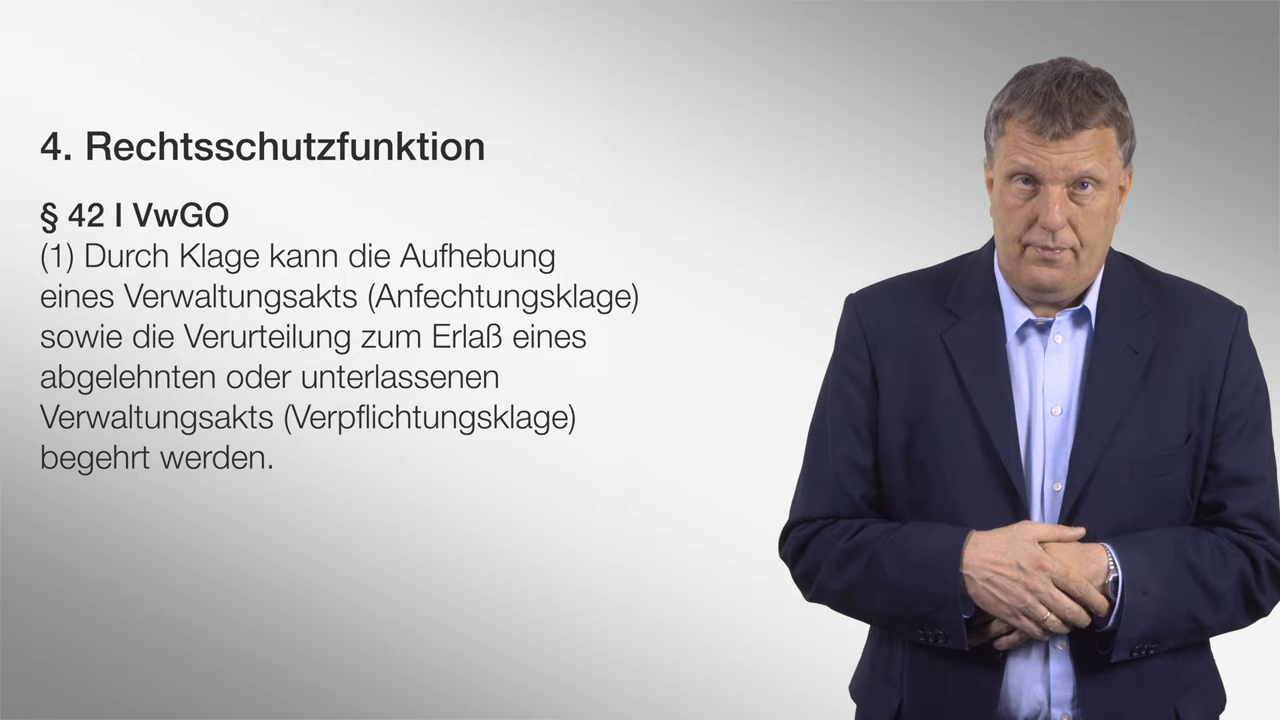 4. Rechtsschutzfunktion
§ 42 I VwGO
(1) Durch Klage kann die Aufhebung
eines Verwaltungsakts (Anfechtungsklage)
sowie die Verurteilung zum Erlaß eines
abgelehnten oder unterlassenen
Verwaltungsakts (Verpflichtungsklage)
begehrt werden.